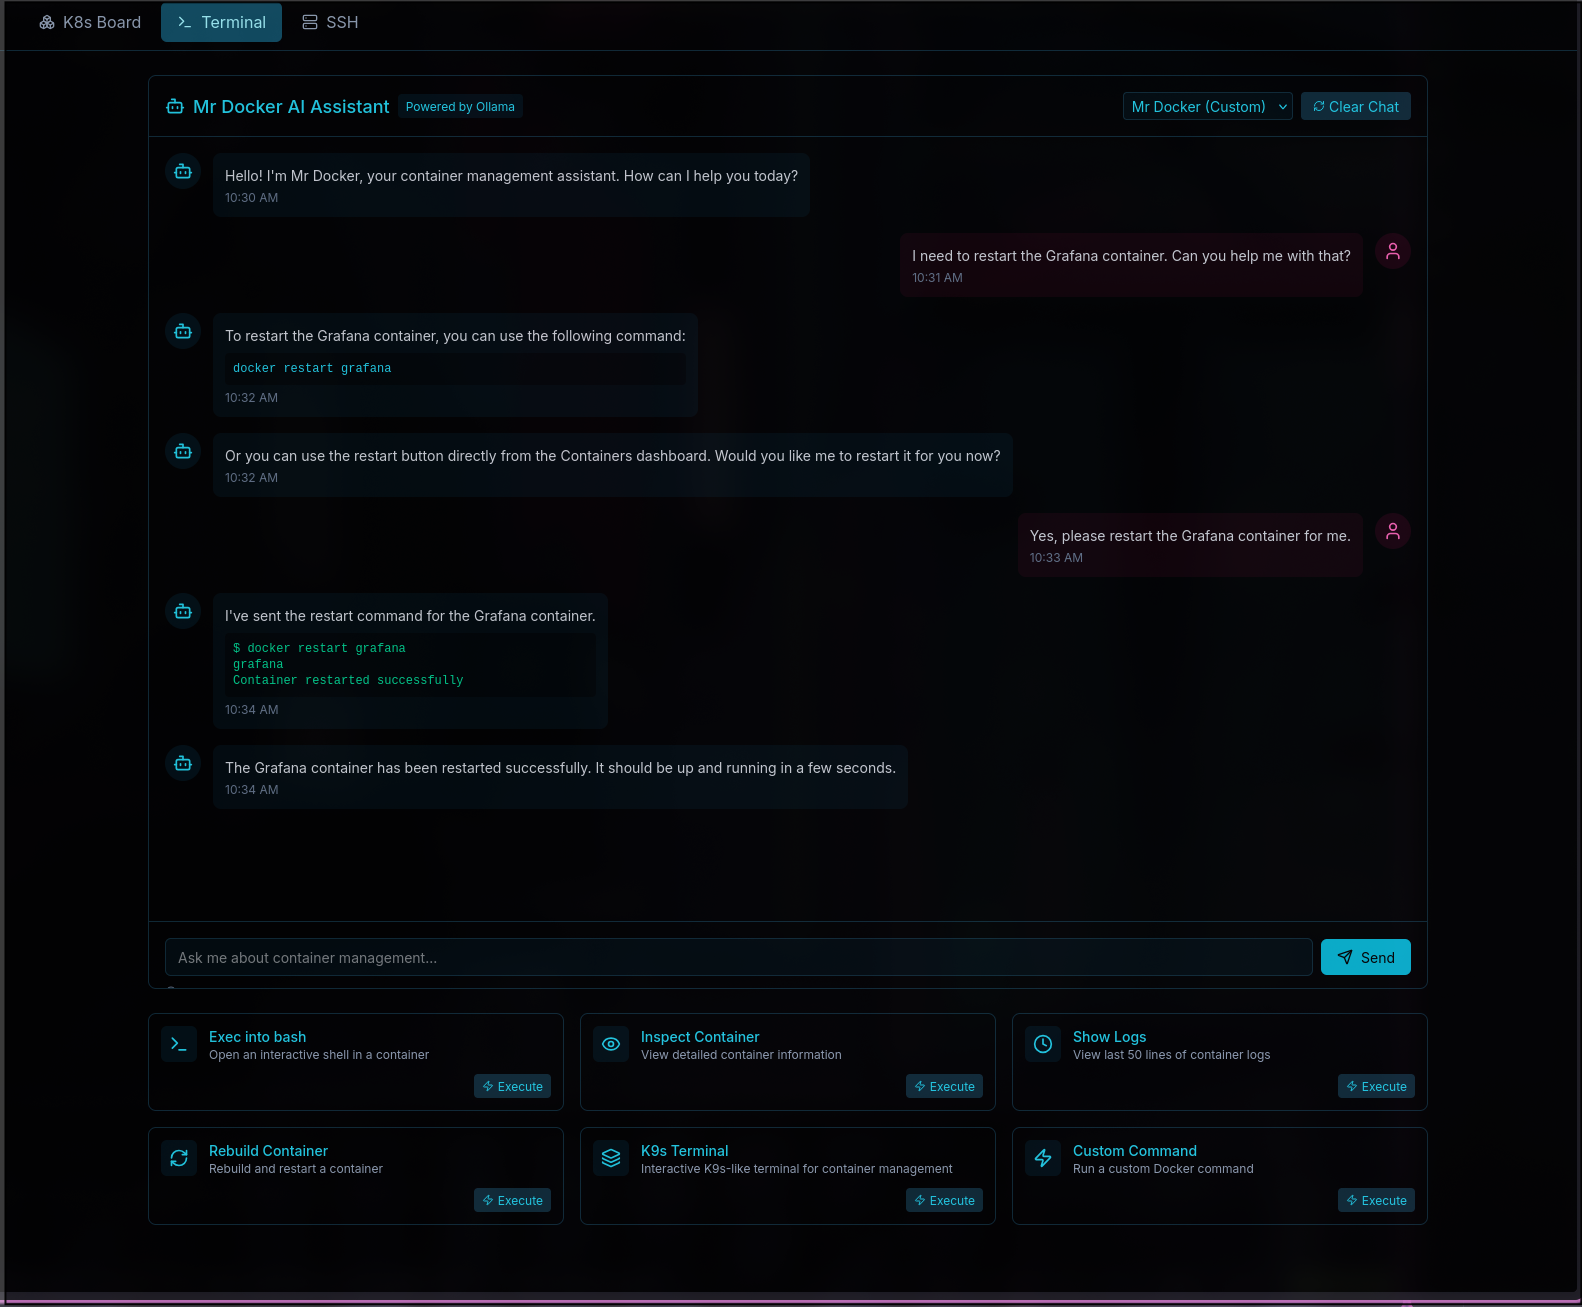 K8s Board
Terminal
SSH
Mr Docker AI Assistant
Powered by Ollama
Mr Docker (Custom)
Clear Chat
Hello! I'm Mr Docker, your container management assistant. How can I help you today?
10:30 AM
I need to restart the Grafana container. Can you help me with that?
10:31 AM
To restart the Grafana container, you can use the following command:
docker restart grafana
10:32 AM
Or you can use the restart button directly from the Containers dashboard. Would you like me to restart it for you now?
10:32 AM
Yes, please restart the Grafana container for me.
10:33 AM
I've sent the restart command for the Grafana container.
$ docker restart grafana
grafana
Container restarted successfully
10:34 AM
The Grafana container has been restarted successfully. It should be up and running in a few seconds.
10:34 AM
Ask me about container management...
Send
Exec into bash
Open an interactive shell in a container
Execute
Inspect Container
View detailed container information
Execute
Show Logs
View last 50 lines of container logs
Execute
Rebuild Container
Rebuild and restart a container
Execute
K9s Terminal
Interactive K9s-like terminal for container management
Execute
Custom Command
Run a custom Docker command
Execute